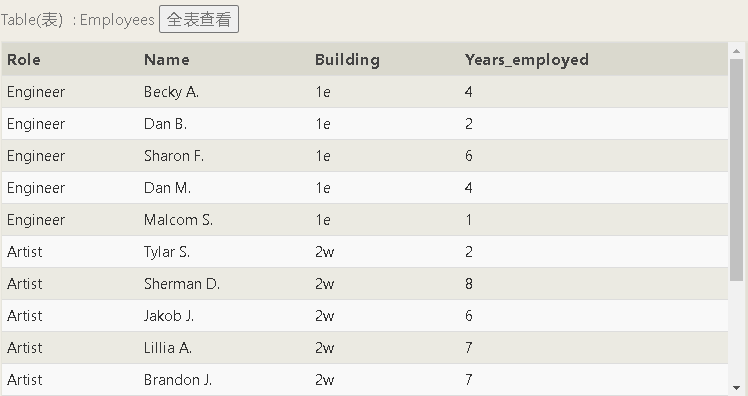 Table(表) : Employees 全表查看
Role Name Building Years_employed
Engineer Becky A. 1e 4
Engineer Dan B. 1e 2
Engineer Sharon F. 1e 6
Engineer Dan M. 1e 4
Engineer Malcom S. 1e 1
Artist Tylar S. 2w 2
Artist Sherman D. 2w 8
Artist Jakob J. 2w 6
Artist Lillia A. 2w 7
Artist Brandon J. 2w 7